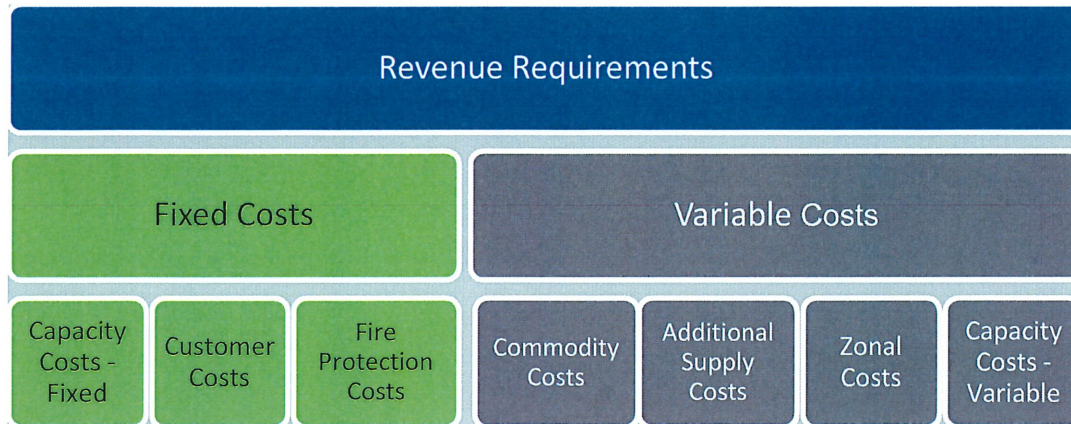 Revenue Requirements
Fixed Costs
Variable Costs
Capacity
Costs -
Fixed
Customer
Costs
Fire
Protection
Costs
Commodity
Costs
Additional
Supply
Costs
Zonal
Costs
Capacity
Costs -
Variable